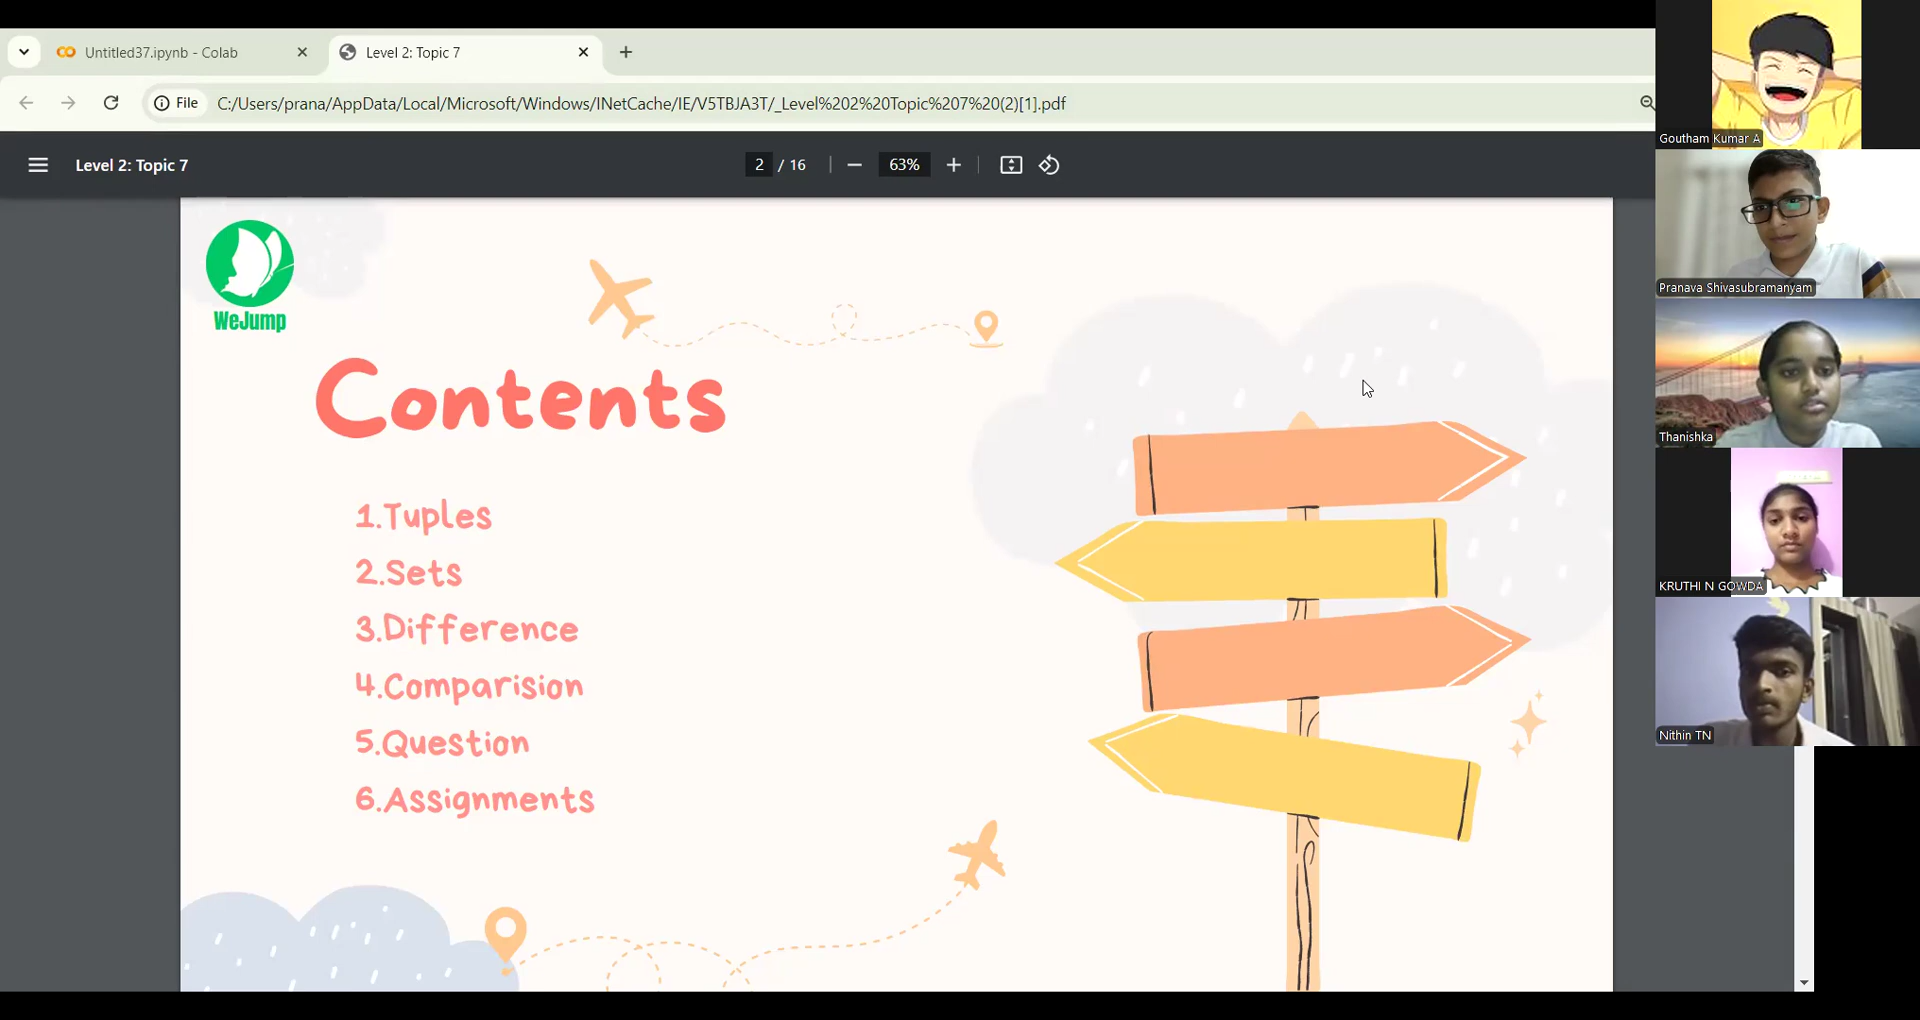 Untitled37.ipynb - Colab
Level 2: Topic 7
File
C:/Users/prana/AppData/Local/Microsoft/Windows/INetCache/IE/V5TBJA3T/_Level%202%20Topic%207%20(2)[1].pdf
Level 2: Topic 7
2 / 16
63%
WeJump
Contents
1.Tuples
2.Sets
3.Difference
4.Comparision
5.Question
6.Assignments
Goutham Kumar A
Pranava Shivasubramanyam
Thanishka
KRUTHI N GOWDA
Nithin TN